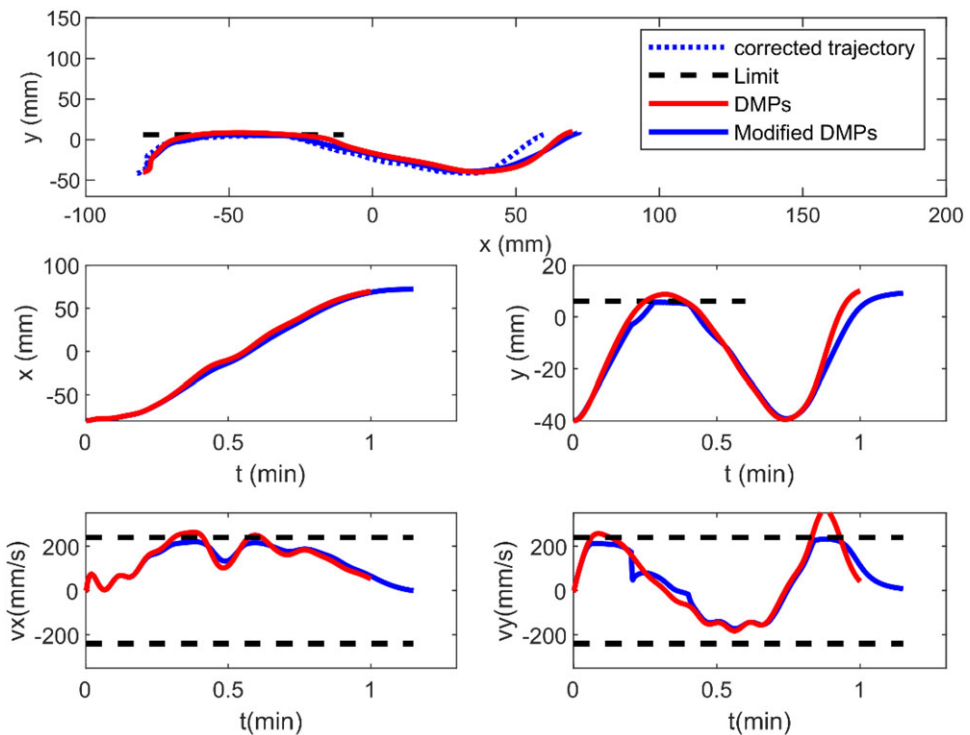 150
100
50
0
-50
y (mm)
corrected trajectory
Limit
DMPs
Modified DMPs
-100 -50 0 50 100 150 200
x (mm)
100
50
0
-50
x (mm)
0 0.5 1
t (min)
20
0
-20
-40
y (mm)
0 0.5 1
t (min)
200
0
-200
vx(mm/s)
0 0.5 1
t(min)
200
0
-200
vy(mm/s)
0 0.5 1
t(min)